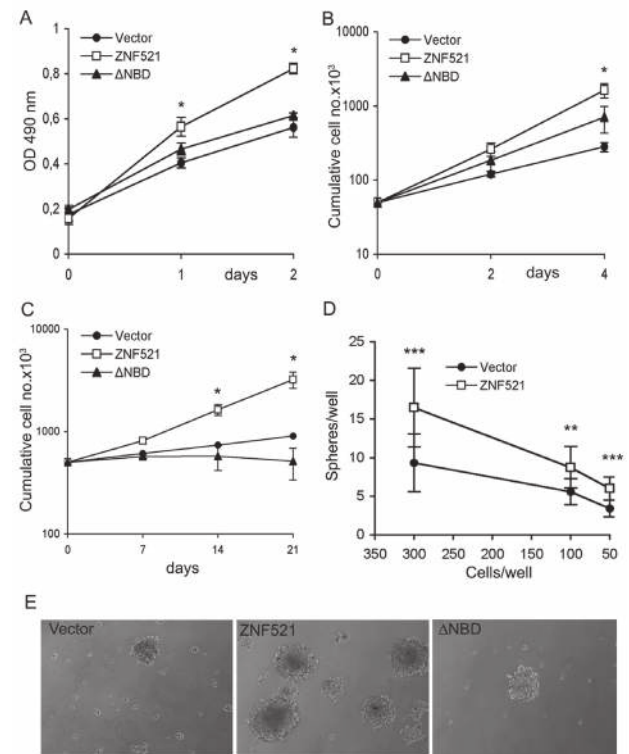 A
Vector
ZNF521
ΔNBD
OD 490 nm
1
0,8
0,6
0,4
0,2
0
*
*
0 1 2
days
B
Vector
ZNF521
ΔNBD
Cumulative cell no.x10³
10000
1000
100
10
*
0 2 4
days
C
Vector
ZNF521
ΔNBD
Cumulative cell no.x10³
10000
1000
100
*
*
0 7 14 21
days
D
Vector
ZNF521
Spheres/well
25
20
15
10
5
0
***
**
***
350 300 250 200 150 100 50
Cells/well
E
Vector
ZNF521
ΔNBD